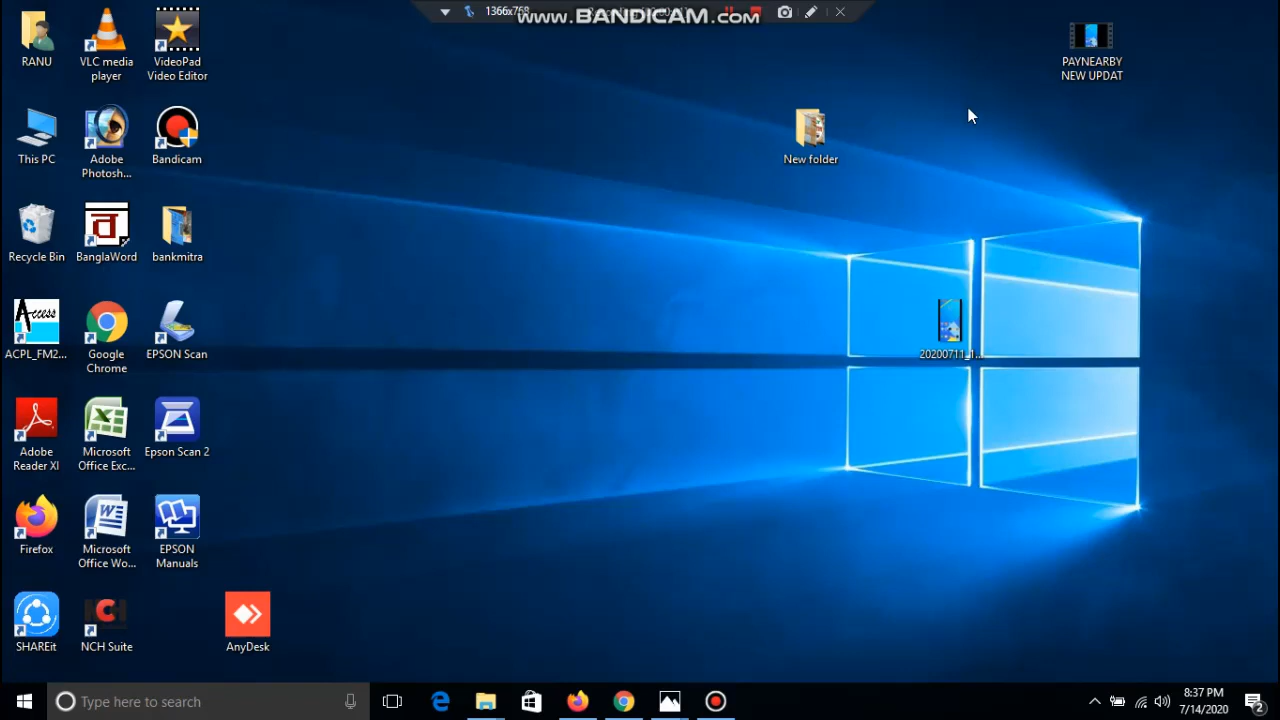 1366x768
www.BANDICAM.com
RANU
VLC media
player
VideoPad
Video Editor
PAYNEARBY
NEW UPDAT
This PC
Adobe
Photosh...
Bandicam
New folder
Recycle Bin
BanglaWord
bankmitra
Access
ACPL_FM2...
Google
Chrome
EPSON Scan
20200711_1...
Adobe
Reader XI
Microsoft
Office Exc...
Epson Scan 2
Firefox
Microsoft
Office Wo...
EPSON
Manuals
SHAREit
NCH Suite
AnyDesk
Type here to search
8:37 PM
7/14/2020
2